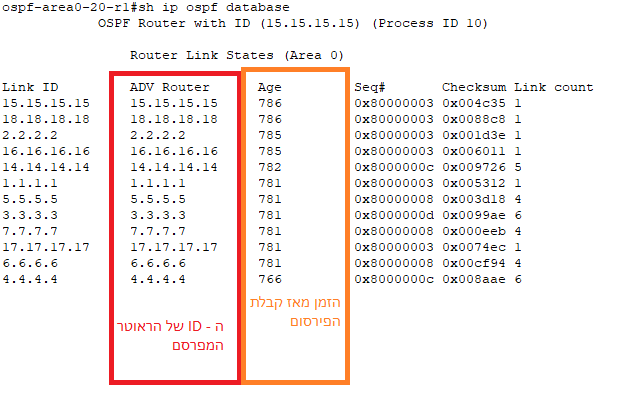 ospf-area0-20-r1#sh ip ospf database
OSPF Router with ID (15.15.15.15) (Process ID 10)
Router Link States (Area 0)
Link ID ADV Router Age Seq# Checksum Link count
15.15.15.15 15.15.15.15 786 0x80000003 0x004c35 1
18.18.18.18 18.18.18.18 786 0x80000003 0x0088c8 1
2.2.2.2 2.2.2.2 785 0x80000003 0x001d3e 1
16.16.16.16 16.16.16.16 785 0x80000003 0x006011 1
14.14.14.14 14.14.14.14 782 0x8000000c 0x009726 5
1.1.1.1 1.1.1.1 781 0x80000003 0x005312 1
5.5.5.5 5.5.5.5 781 0x80000008 0x003d18 4
3.3.3.3 3.3.3.3 781 0x8000000d 0x0099ae 6
7.7.7.7 7.7.7.7 781 0x80000008 0x000eeb 4
17.17.17.17 17.17.17.17 781 0x80000003 0x0074ec 1
6.6.6.6 6.6.6.6 781 0x80000008 0x00cf94 4
4.4.4.4 4.4.4.4 766 0x8000000c 0x008aae 6
הזמן מאז קבלת
הפירסום
ה - ID של הראוטר
המפרסם